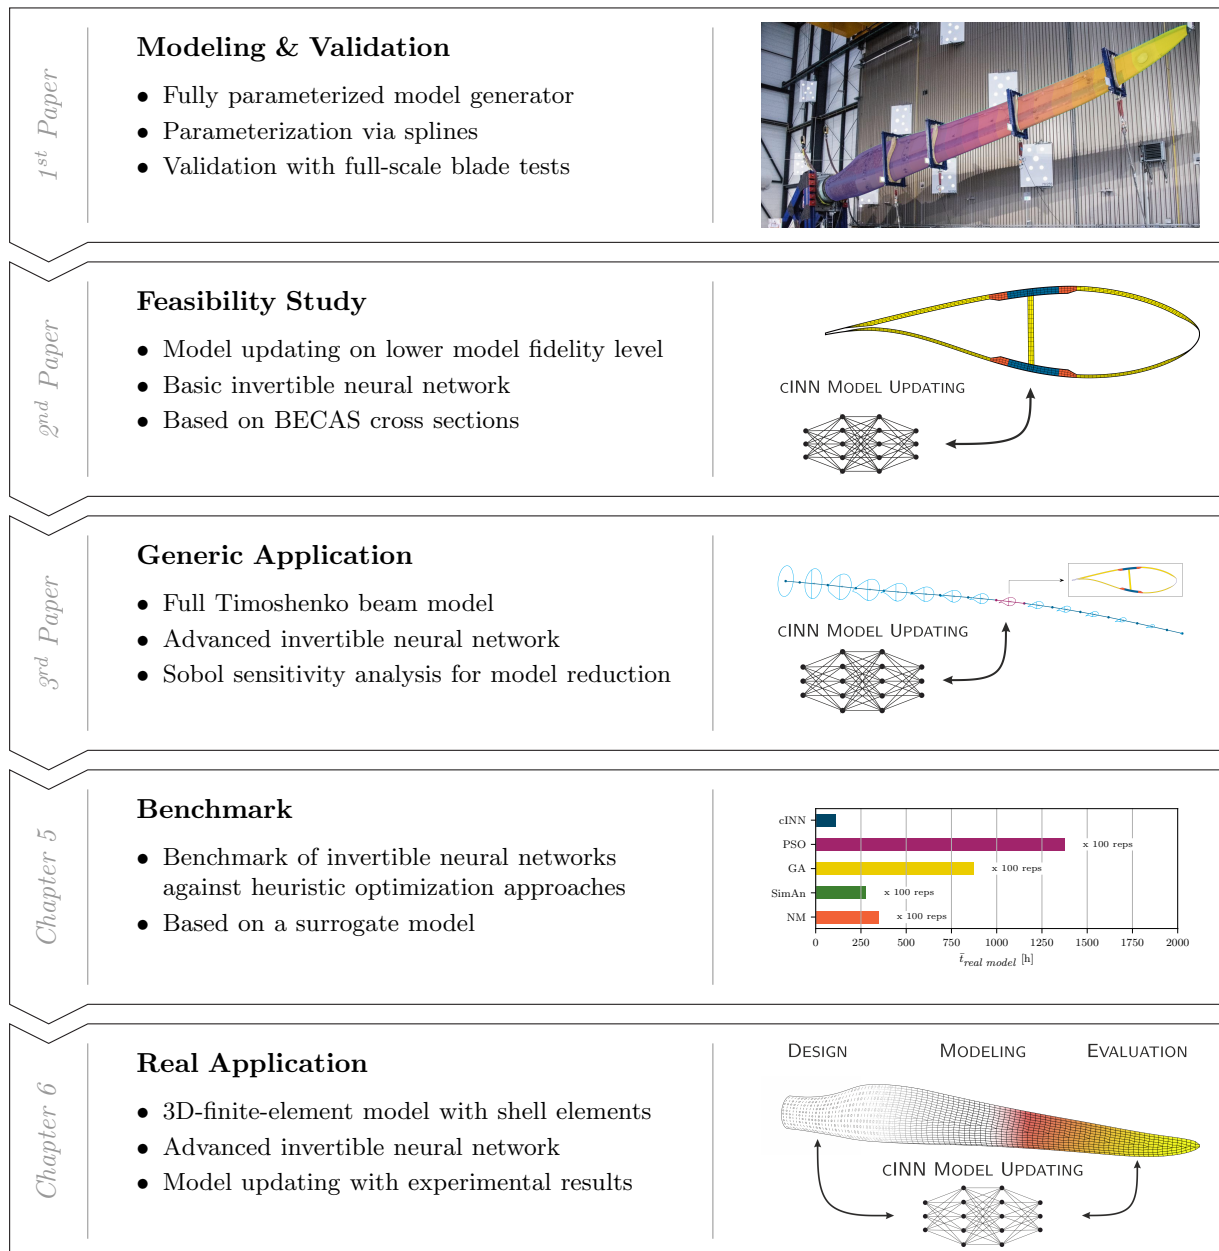 1st Paper
Modeling & Validation
• Fully parameterized model generator
• Parameterization via splines
• Validation with full-scale blade tests
2nd Paper
Feasibility Study
• Model updating on lower model fidelity level
• Basic invertible neural network
• Based on BECAS cross sections
cINN Model Updating
3rd Paper
Generic Application
• Full Timoshenko beam model
• Advanced invertible neural network
• Sobol sensitivity analysis for model reduction
cINN Model Updating
Chapter 5
Benchmark
• Benchmark of invertible neural networks
against heuristic optimization approaches
• Based on a surrogate model
cINN
PSO x 100 reps
GA x 100 reps
SimAn x 100 reps
NM x 100 reps
0 250 500 750 1000 1250 1500 1750 2000
t̄real model [h]
Chapter 6
Real Application
• 3D-finite-element model with shell elements
• Advanced invertible neural network
• Model updating with experimental results
Design Modeling Evaluation
cINN Model Updating